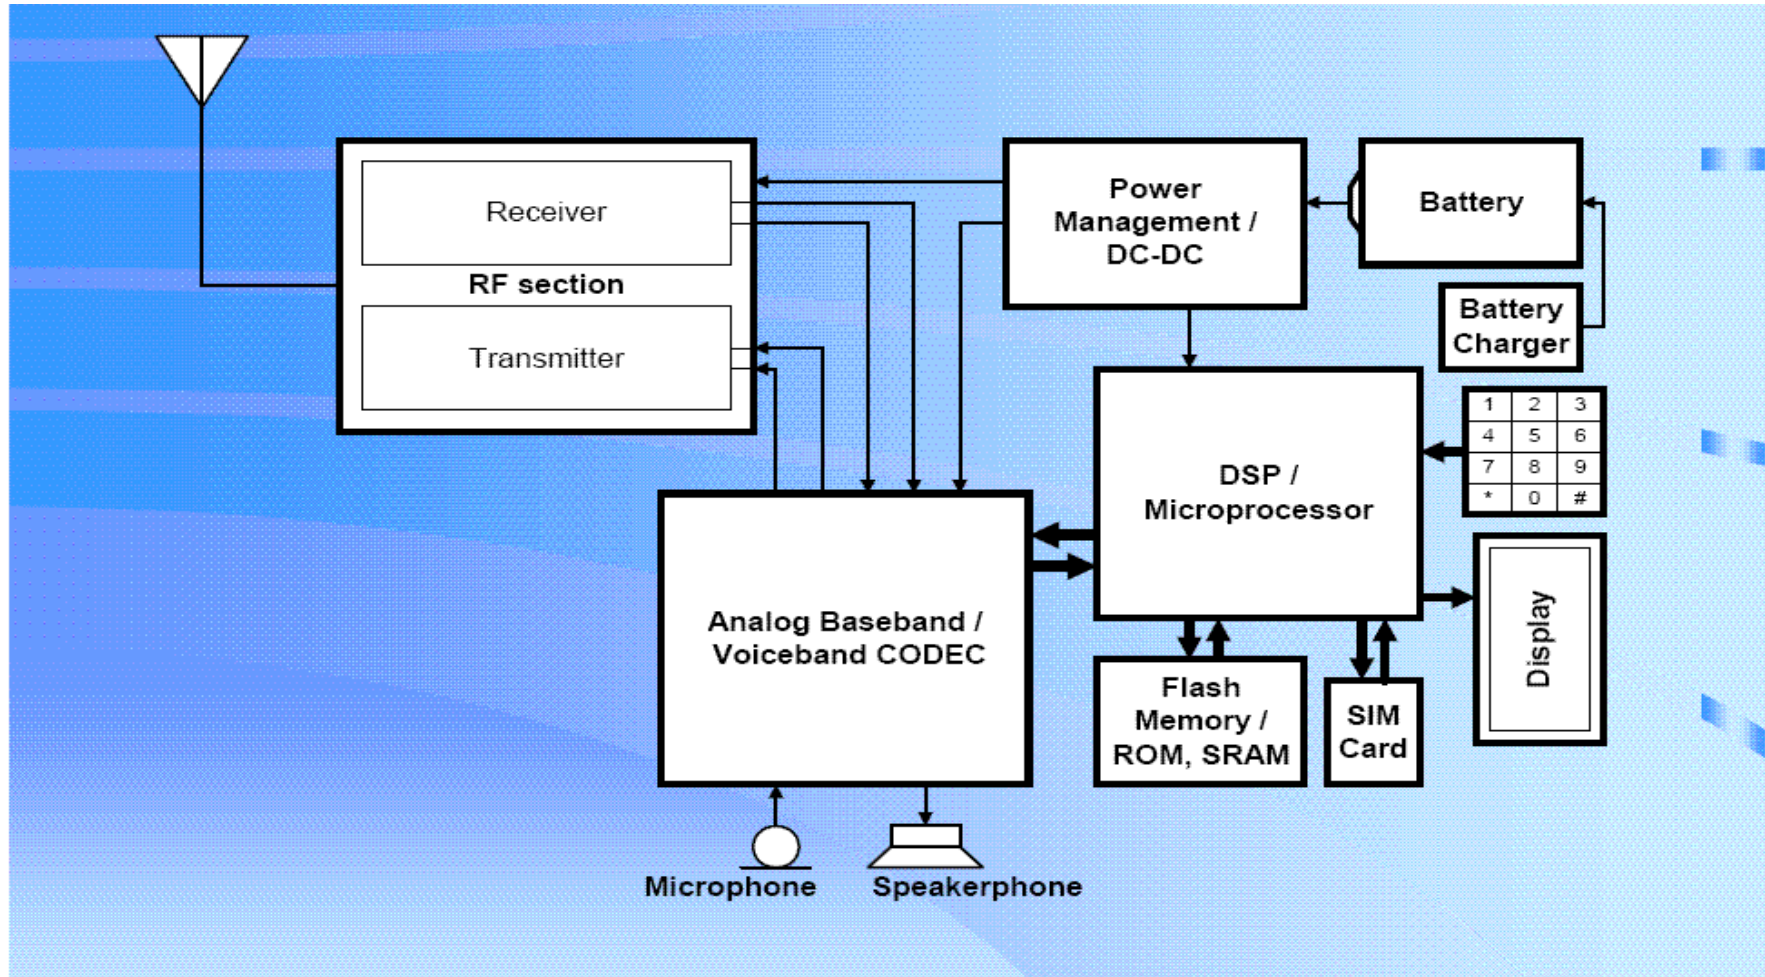 Receiver
RF section
Transmitter
Power
Management /
DC-DC
Battery
Battery
Charger
1 2 3
4 5 6
7 8 9
* 0 #
DSP /
Microprocessor
Display
Analog Baseband /
Voiceband CODEC
Flash
Memory /
ROM, SRAM
SIM
Card
Microphone
Speakerphone